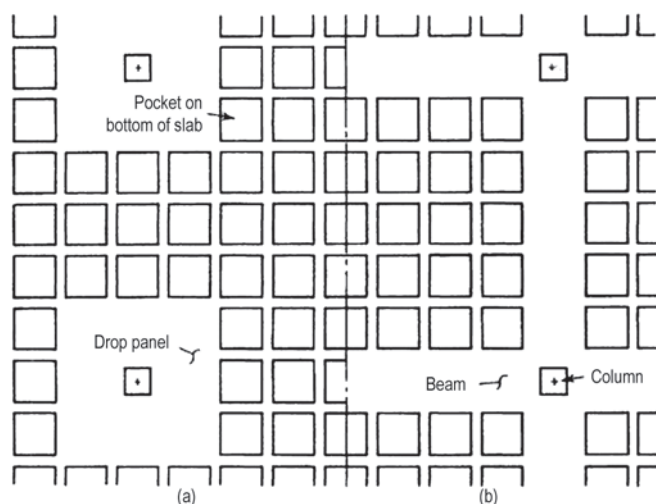 Pocket on
bottom of slab
Drop panel
Beam
Column
(a)
(b)